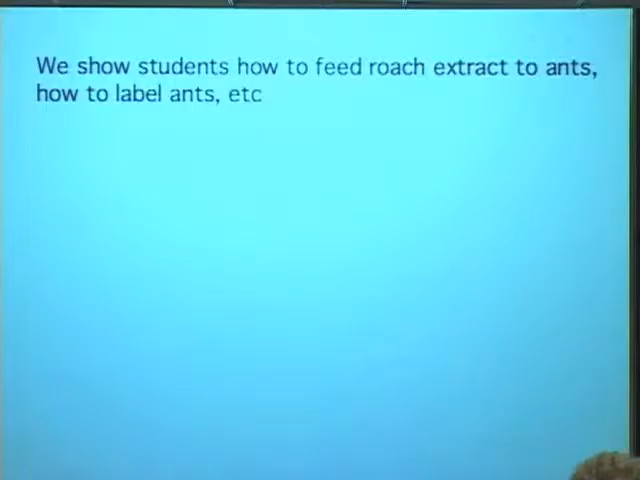 We show students how to feed roach extract to ants,
how to label ants, etc